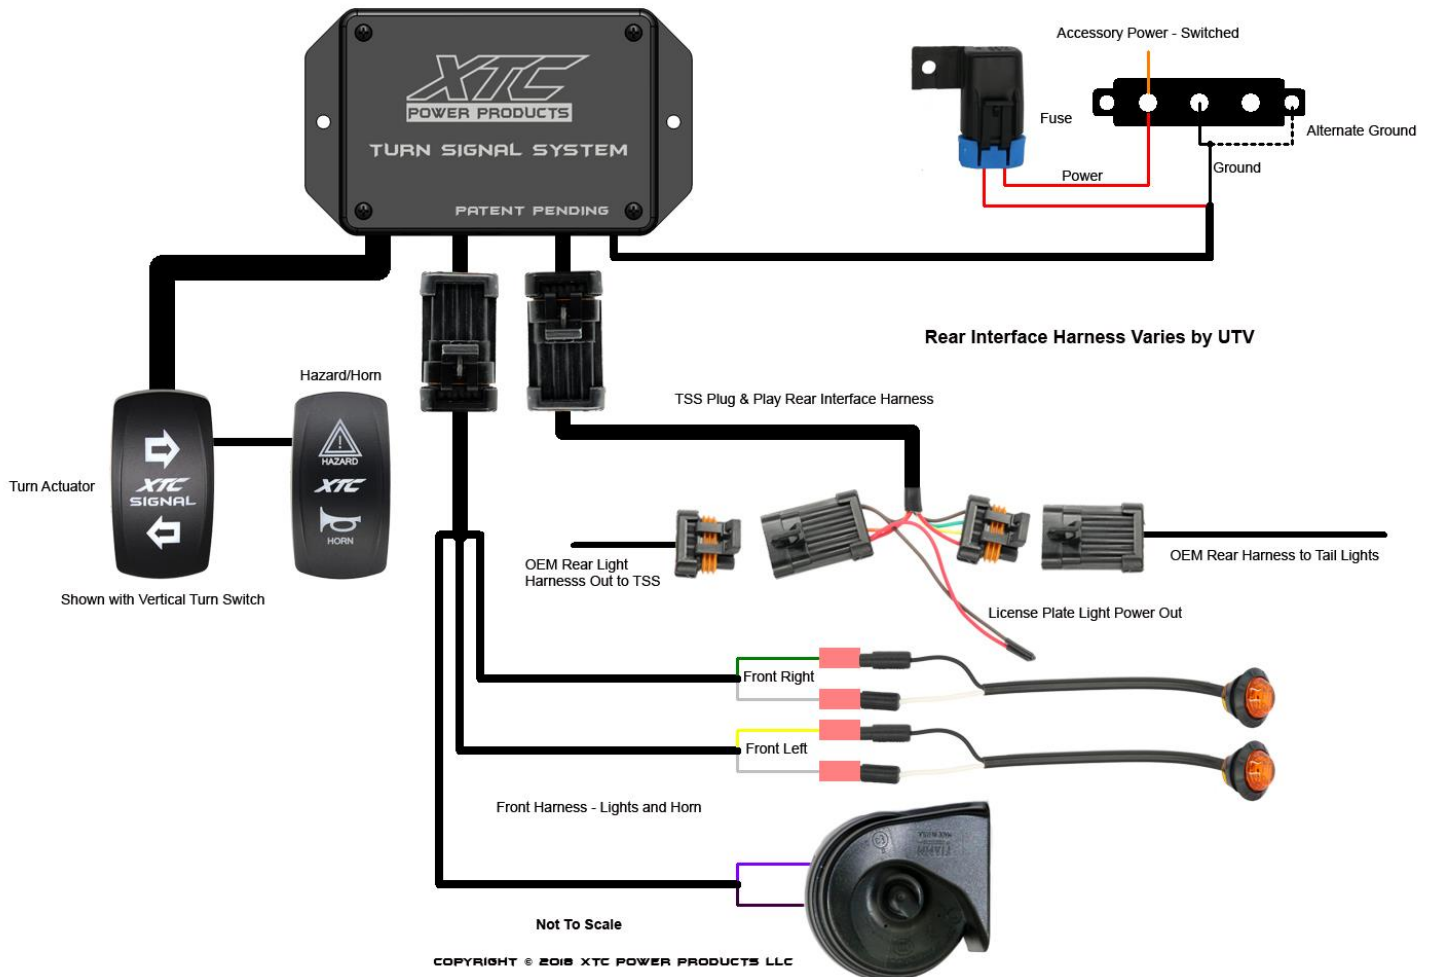 XTC
POWER PRODUCTS
TURN SIGNAL SYSTEM
PATENT PENDING
Accessory Power - Switched
Fuse
Alternate Ground
Power
Ground
Rear Interface Harness Varies by UTV
Hazard/Horn
TSS Plug & Play Rear Interface Harness
Turn Actuator
XTC
SIGNAL
HAZARD
XTC
HORN
Shown with Vertical Turn Switch
OEM Rear Light
Harnesss Out to TSS
OEM Rear Harness to Tail Lights
License Plate Light Power Out
Front Right
Front Left
Front Harness - Lights and Horn
Not To Scale
COPYRIGHT © 2018 XTC POWER PRODUCTS LLC